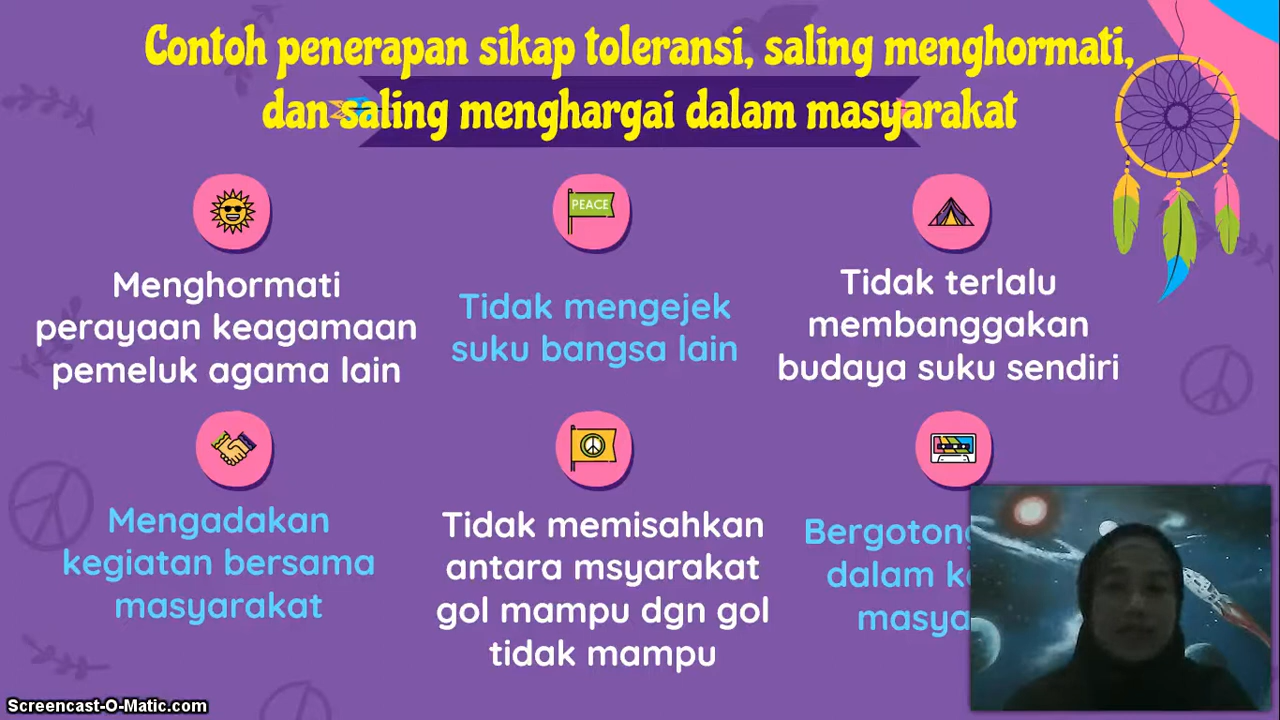 Contoh penerapan sikap toleransi, saling menghormati,
dan saling menghargai dalam masyarakat
Menghormati
perayaan keagamaan
pemeluk agama lain
PEACE
Tidak mengejek
suku bangsa lain
Tidak terlalu
membanggakan
budaya suku sendiri
Mengadakan
kegiatan bersama
masyarakat
Tidak memisahkan
antara msyarakat
gol mampu dgn gol
tidak mampu
dalam
Screencast-O-Matic.com